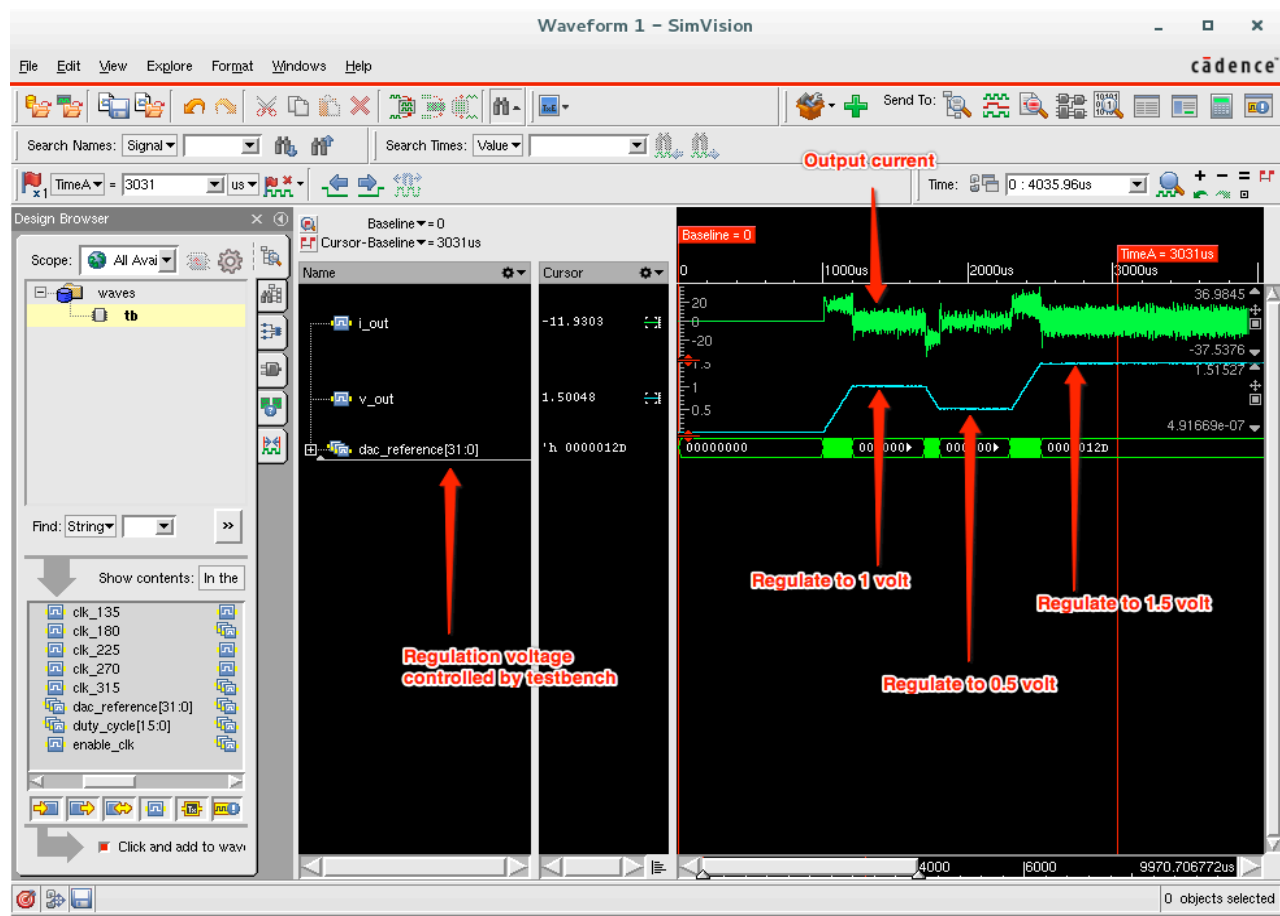 Waveform 1 – SimVision
File Edit View Explore Format Windows Help
cādence
Send To:
Search Names: Signal
Search Times: Value
Output current
TimeA = 3031 us
Time: 0 : 4035.96us
Design Browser
Baseline = 0
Cursor-Baseline = 3031us
Baseline = 0
TimeA = 3031us
Scope: All Avai
Name
Cursor
0 1000us 2000us 3000us
waves
tb
i_out
-11.9303
20
0
-20
36.9845
-37.5376
v_out
1.50048
1
0.5
1.51527
4.91669e-07
dac_reference[31:0]
'h 0000012D
00000000
0000012D
Find: String
Show contents: In the
Regulate to 1 volt
Regulate to 1.5 volt
Regulation voltage
controlled by testbench
Regulate to 0.5 volt
clk_135
clk_180
clk_225
clk_270
clk_315
dac_reference[31:0]
duty_cycle[15:0]
enable_clk
Click and add to wav
4000 6000 9970.706772us
0 objects selected